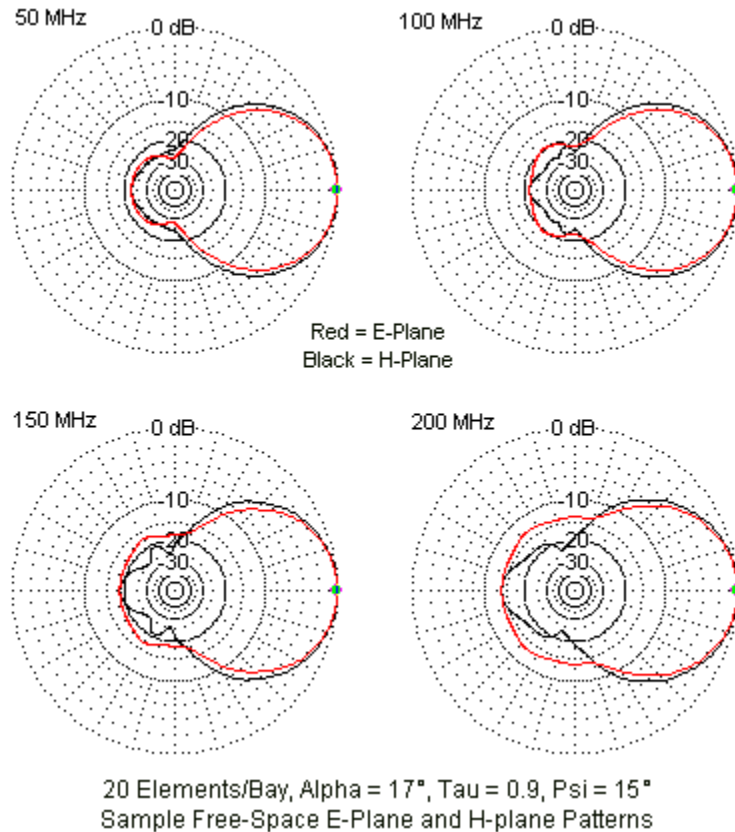 50 MHz
0 dB
-10
-20
-30
100 MHz
0 dB
-10
-20
-30
Red = E-Plane
Black = H-Plane
150 MHz
0 dB
-10
-20
-30
200 MHz
0 dB
-10
-20
-30
20 Elements/Bay, Alpha = 17°, Tau = 0.9, Psi = 15°
Sample Free-Space E-Plane and H-plane Patterns